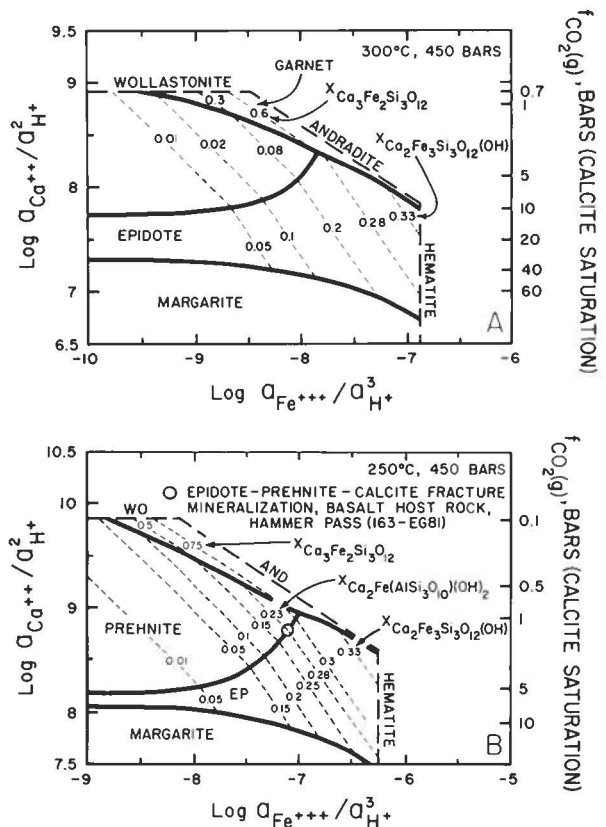 9.5
9
8
7
6.5
Log aCa++/a²H+
300°C, 450 BARS
WOLLASTONITE
GARNET
XCa3Fe2Si3O12
0.3
0.6
ANDRADITE
XCa2Fe3Si3O12(OH)
0.01
0.02
0.08
0.2
0.28
0.33
EPIDOTE
0.05
0.1
HEMATITE
MARGARITE
A
0.7
1
5
10
20
40
60
fCO2(g), BARS (CALCITE SATURATION)
-10
-9
-8
-7
-6
Log aFe+++/a³H+
10.5
10
9
8
7.5
Log aCa++/a²H+
250°C, 450 BARS
EPIDOTE-PREHNITE-CALCITE FRACTURE
MINERALIZATION, BASALT HOST ROCK,
HAMMER PASS (163-EG81)
WO
0.5
0.75
XCa3Fe2Si3O12
AND
XCa2Fe(AlSi3O10)(OH)2
0.23
0.15
XCa2Fe3Si3O12(OH)
0.33
PREHNITE
0.1
0.05
0.3
0.28
0.25
0.01
EP
0.05
0.2
0.15
HEMATITE
MARGARITE
B
0.1
0.5
1
5
10
fCO2(g), BARS (CALCITE SATURATION)
-9
-8
-7
-6
-5
Log aFe+++/a³H+